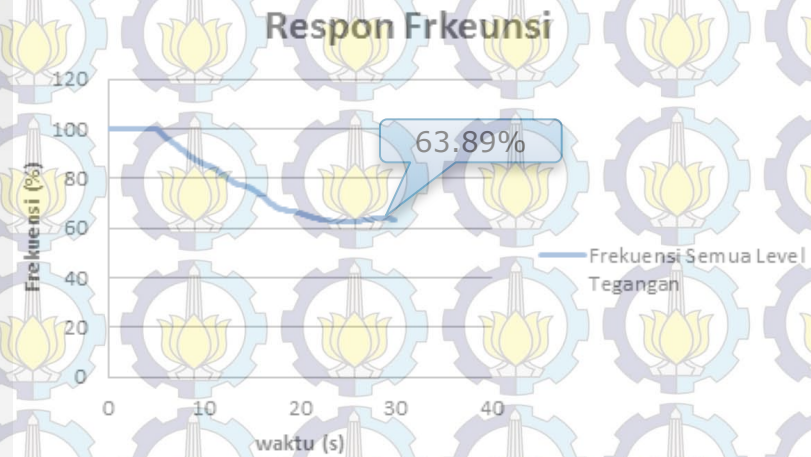 Respon Frkeunsi
120
100
80
60
40
20
0
Frekuensi (%)
63.89%
Frekuensi Semua Level
Tegangan
0 10 20 30 40
waktu (s)